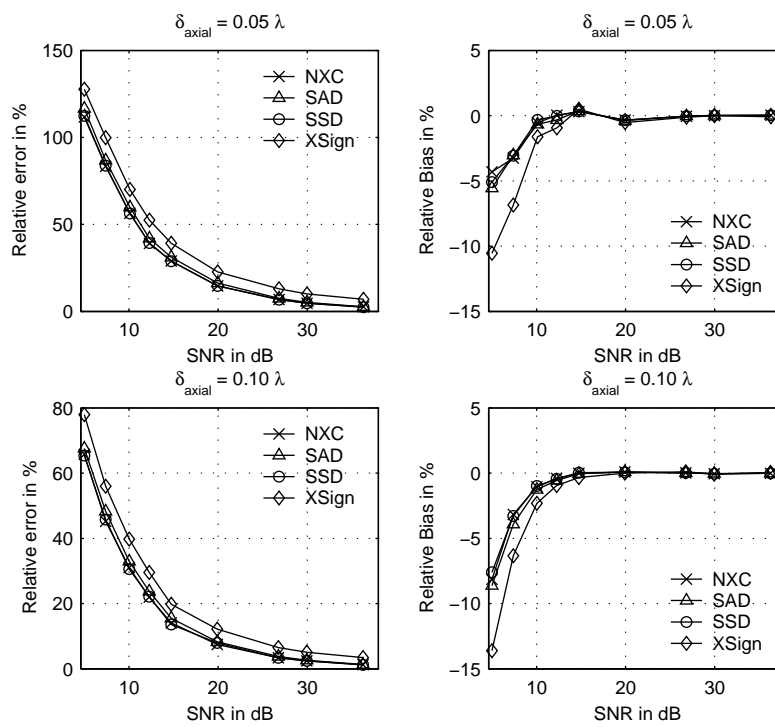 δaxial = 0.05 λ
150
100
50
0
Relative error in %
NXC
SAD
SSD
XSign
10 20 30
SNR in dB
δaxial = 0.05 λ
5
0
−5
−10
−15
Relative Bias in %
NXC
SAD
SSD
XSign
10 20 30
SNR in dB
δaxial = 0.10 λ
80
60
40
20
0
Relative error in %
NXC
SAD
SSD
XSign
10 20 30
SNR in dB
δaxial = 0.10 λ
5
0
−5
−10
−15
Relative Bias in %
NXC
SAD
SSD
XSign
10 20 30
SNR in dB